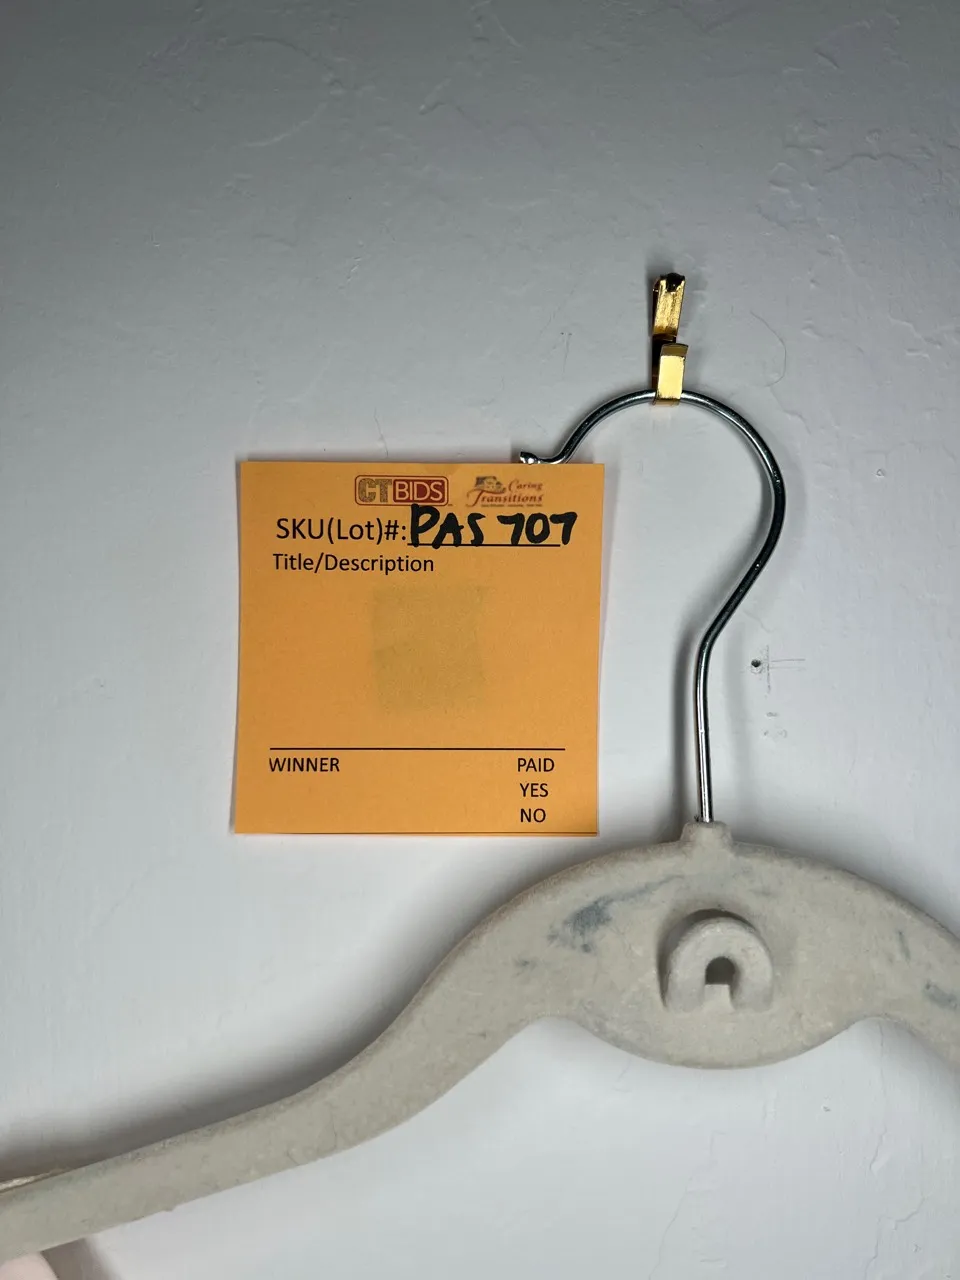 CTBIDS Caring Transitions
SKU(Lot)#: PAS 707
Title/Description
WINNER PAID
YES
NO